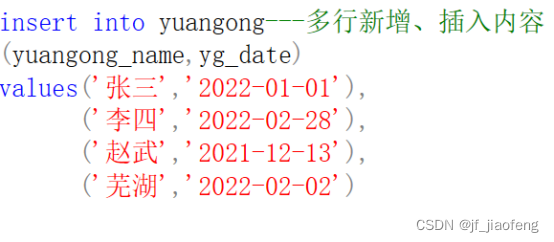 insert into yuangong---多行新增、插入内容
(yuangong_name,yg_date)
values('张三','2022-01-01'),
('李四','2022-02-28'),
('赵武','2021-12-13'),
('芜湖','2022-02-02')
CSDN @jf_jiaofeng